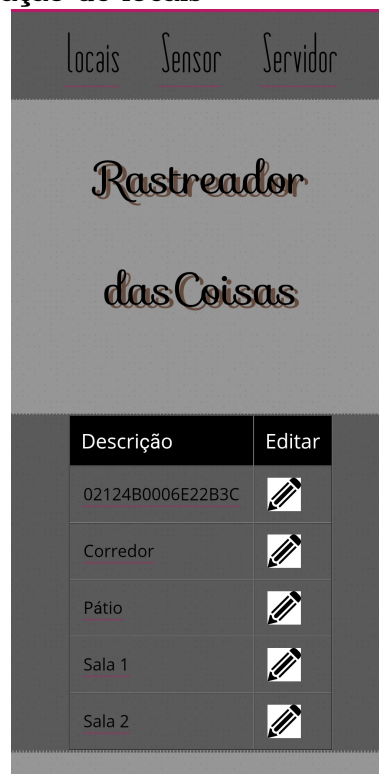 Locais Sensor Servidor
Rastreador
das Coisas
Descrição Editar
02124B0006E22B3C
Corredor
Pátio
Sala 1
Sala 2